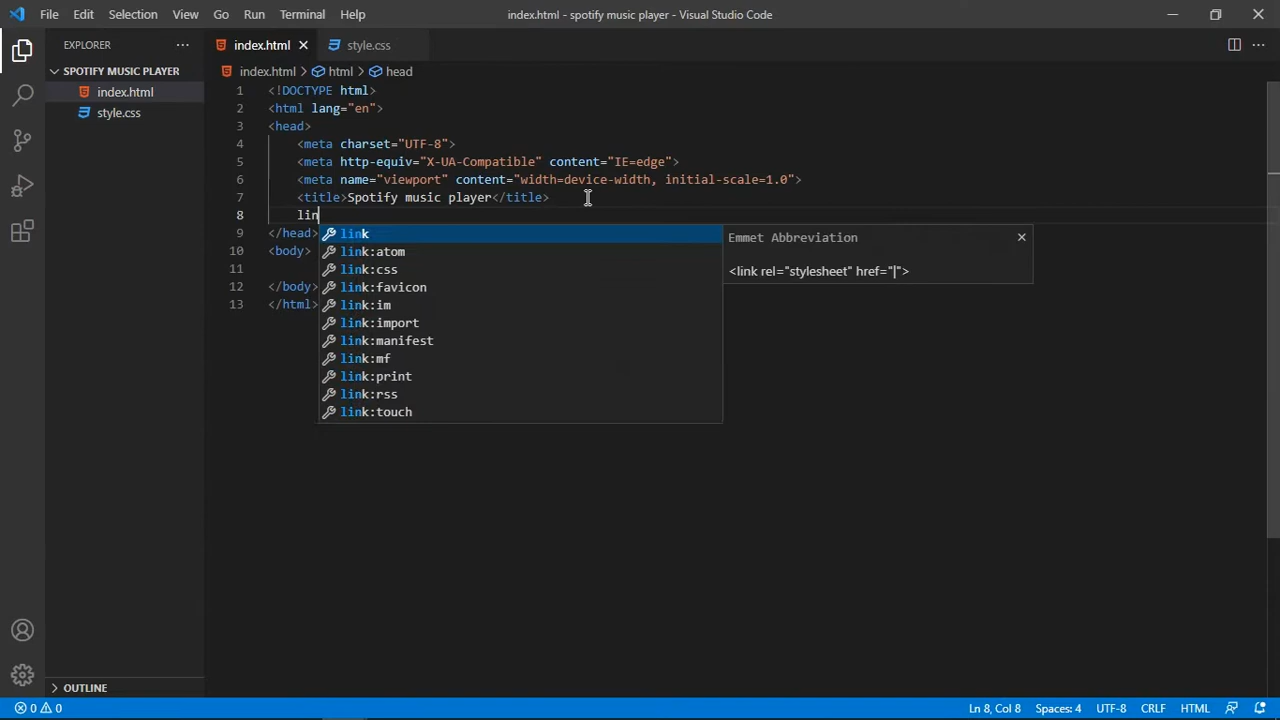 File Edit Selection View Go Run Terminal Help
index.html - spotify music player - Visual Studio Code
EXPLORER
index.html
style.css
SPOTIFY MUSIC PLAYER
index.html
style.css
index.html > html > head
1 <!DOCTYPE html>
2 <html lang="en">
3 <head>
4 <meta charset="UTF-8">
5 <meta http-equiv="X-UA-Compatible" content="IE=edge">
6 <meta name="viewport" content="width=device-width, initial-scale=1.0">
7 <title>Spotify music player</title>
8 lin
9 </head>
10 <body>
11
12 </body>
13 </html>
link
link:atom
link:css
link:favicon
link:im
link:import
link:manifest
link:mf
link:print
link:rss
link:touch
Emmet Abbreviation
<link rel="stylesheet" href="|">
OUTLINE
0 0
Ln 8, Col 8 Spaces: 4 UTF-8 CRLF HTML